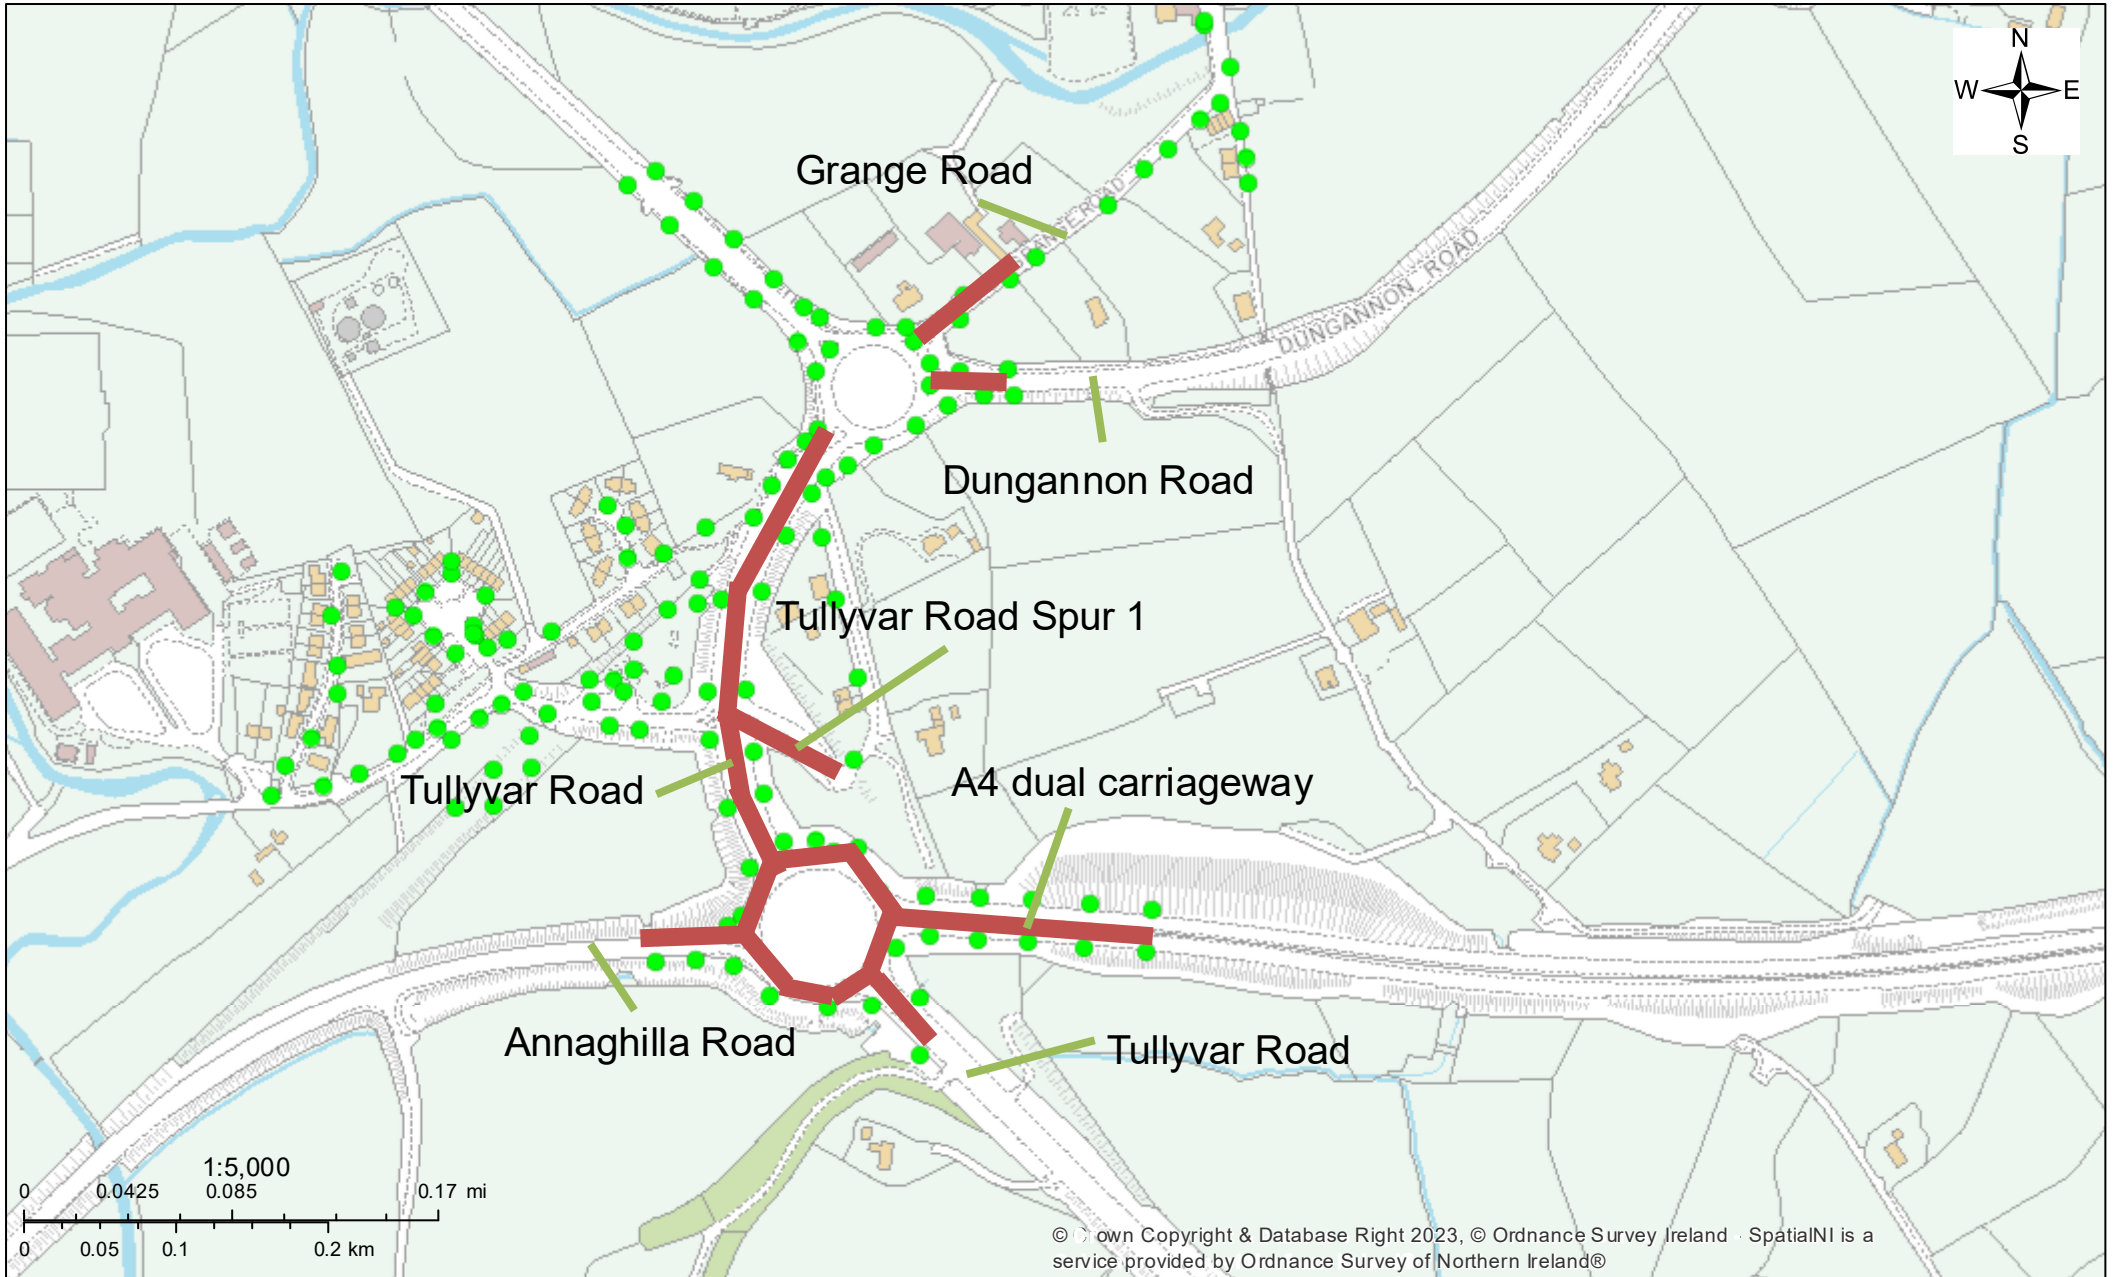 N
W E
S
Grange Road
DUNGANNON ROAD
Dungannon Road
Tullyvar Road Spur 1
Tullyvar Road
A4 dual carriageway
Annaghilla Road
Tullyvar Road
1:5,000
0 0.0425 0.085 0.17 mi
0 0.05 0.1 0.2 km
© Crown Copyright & Database Right 2023, © Ordnance Survey Ireland SpatialNI is a
service provided by Ordnance Survey of Northern Ireland®